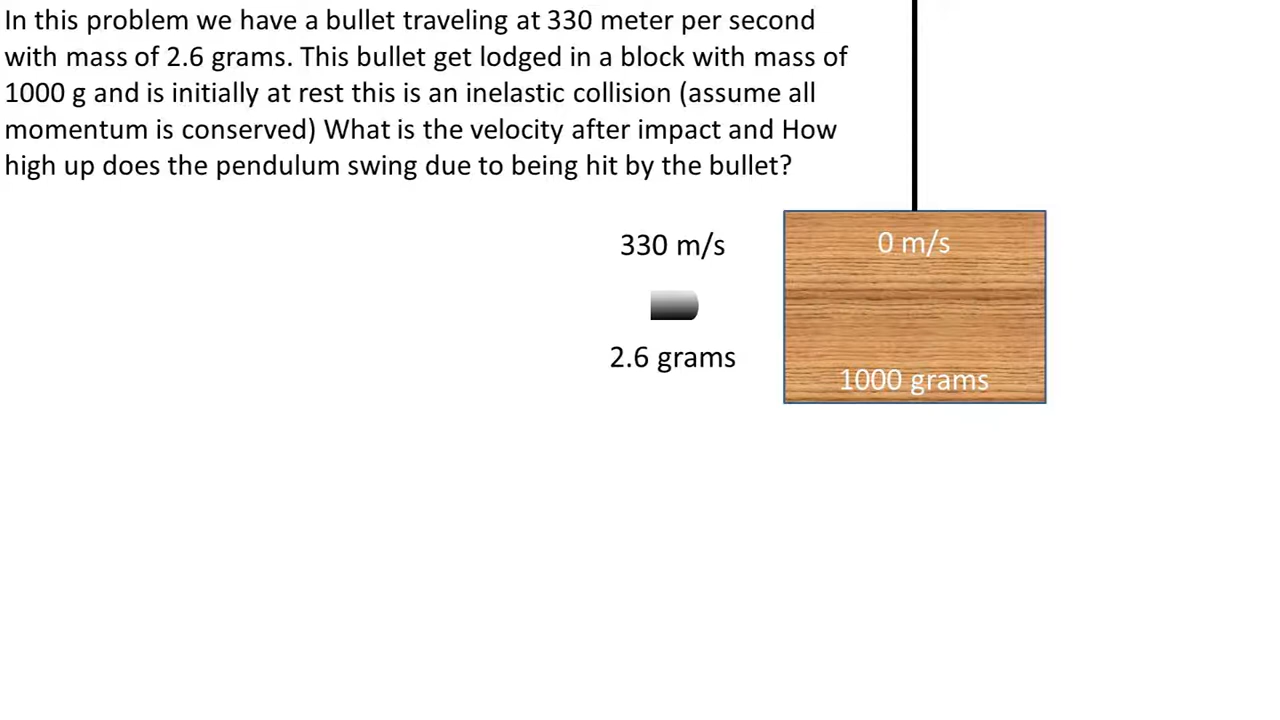 In this problem we have a bullet traveling at 330 meter per second
with mass of 2.6 grams. This bullet get lodged in a block with mass of
1000 g and is initially at rest this is an inelastic collision (assume all
momentum is conserved) What is the velocity after impact and How
high up does the pendulum swing due to being hit by the bullet?
330 m/s
0 m/s
2.6 grams
1000 grams